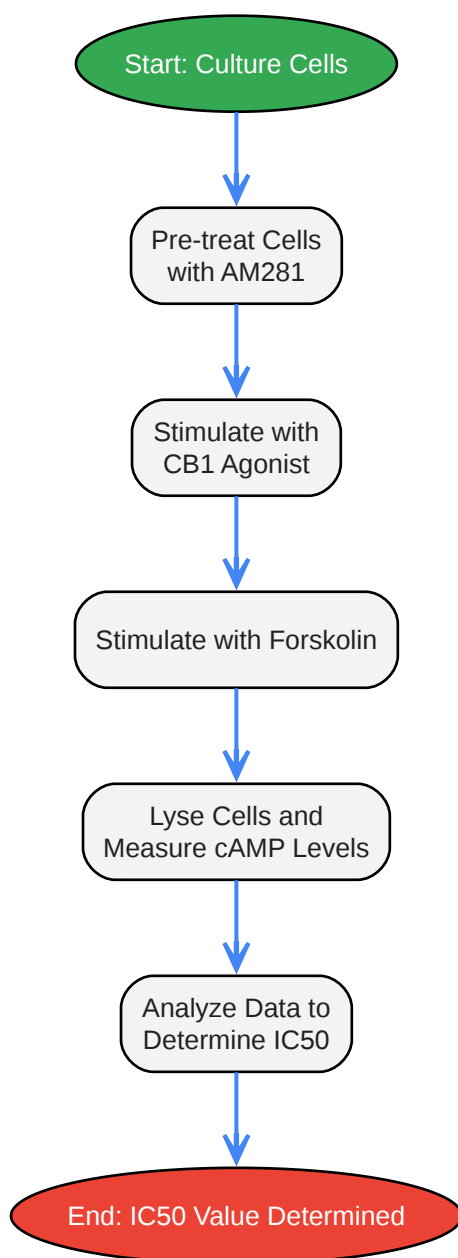 Start: Culture Cells
Pre-treat Cells
with AM281
Stimulate with
CB1 Agonist
Stimulate with Forskolin
Lyse Cells and
Measure cAMP Levels
Analyze Data to
Determine IC50
End: IC50 Value Determined